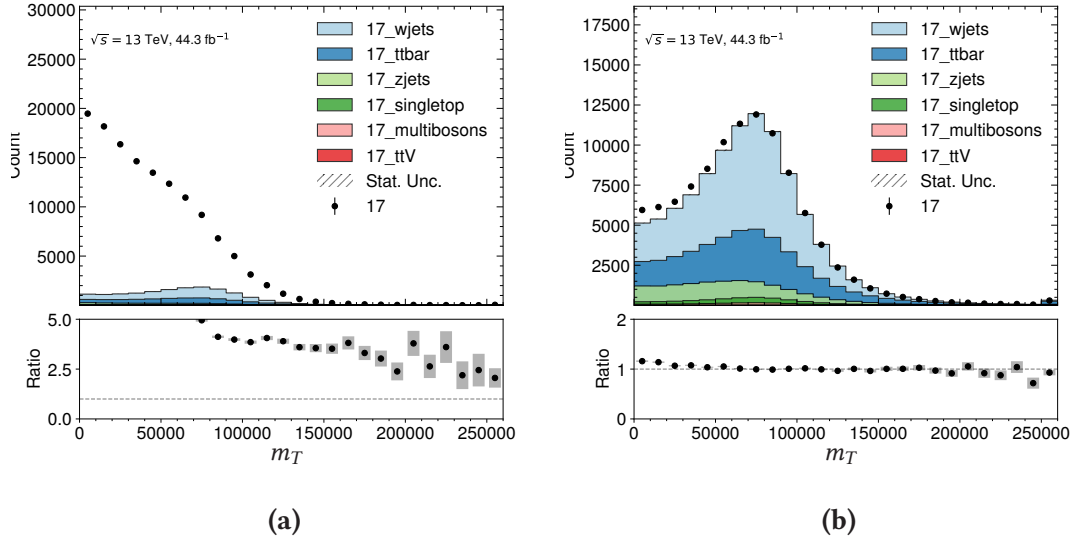 30000
25000
20000
15000
10000
5000
Count
√s = 13 TeV, 44.3 fb⁻¹
17_wjets
17_ttbar
17_zjets
17_singletop
17_multibosons
17_ttV
Stat. Unc.
17
5.0
2.5
0.0
Ratio
0 50000 100000 150000 200000 250000
m_T
(a)
17500
15000
12500
10000
7500
5000
2500
Count
√s = 13 TeV, 44.3 fb⁻¹
17_wjets
17_ttbar
17_zjets
17_singletop
17_multibosons
17_ttV
Stat. Unc.
17
2
1
0
Ratio
0 50000 100000 150000 200000 250000
m_T
(b)